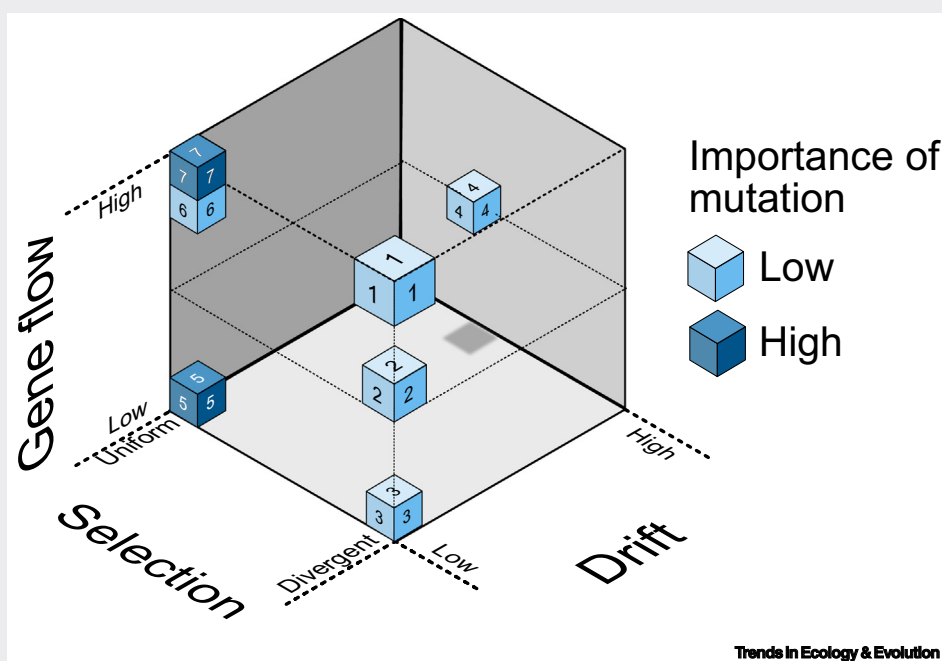 Importance of
mutation
Low
High
Gene flow
High
Low
Selection
Uniform
Divergent
Drift
Low
High
7
7 7
6 6
4
4 4
1
1 1
2
2 2
3
3 3
5
5 5
Trends in Ecology & Evolution